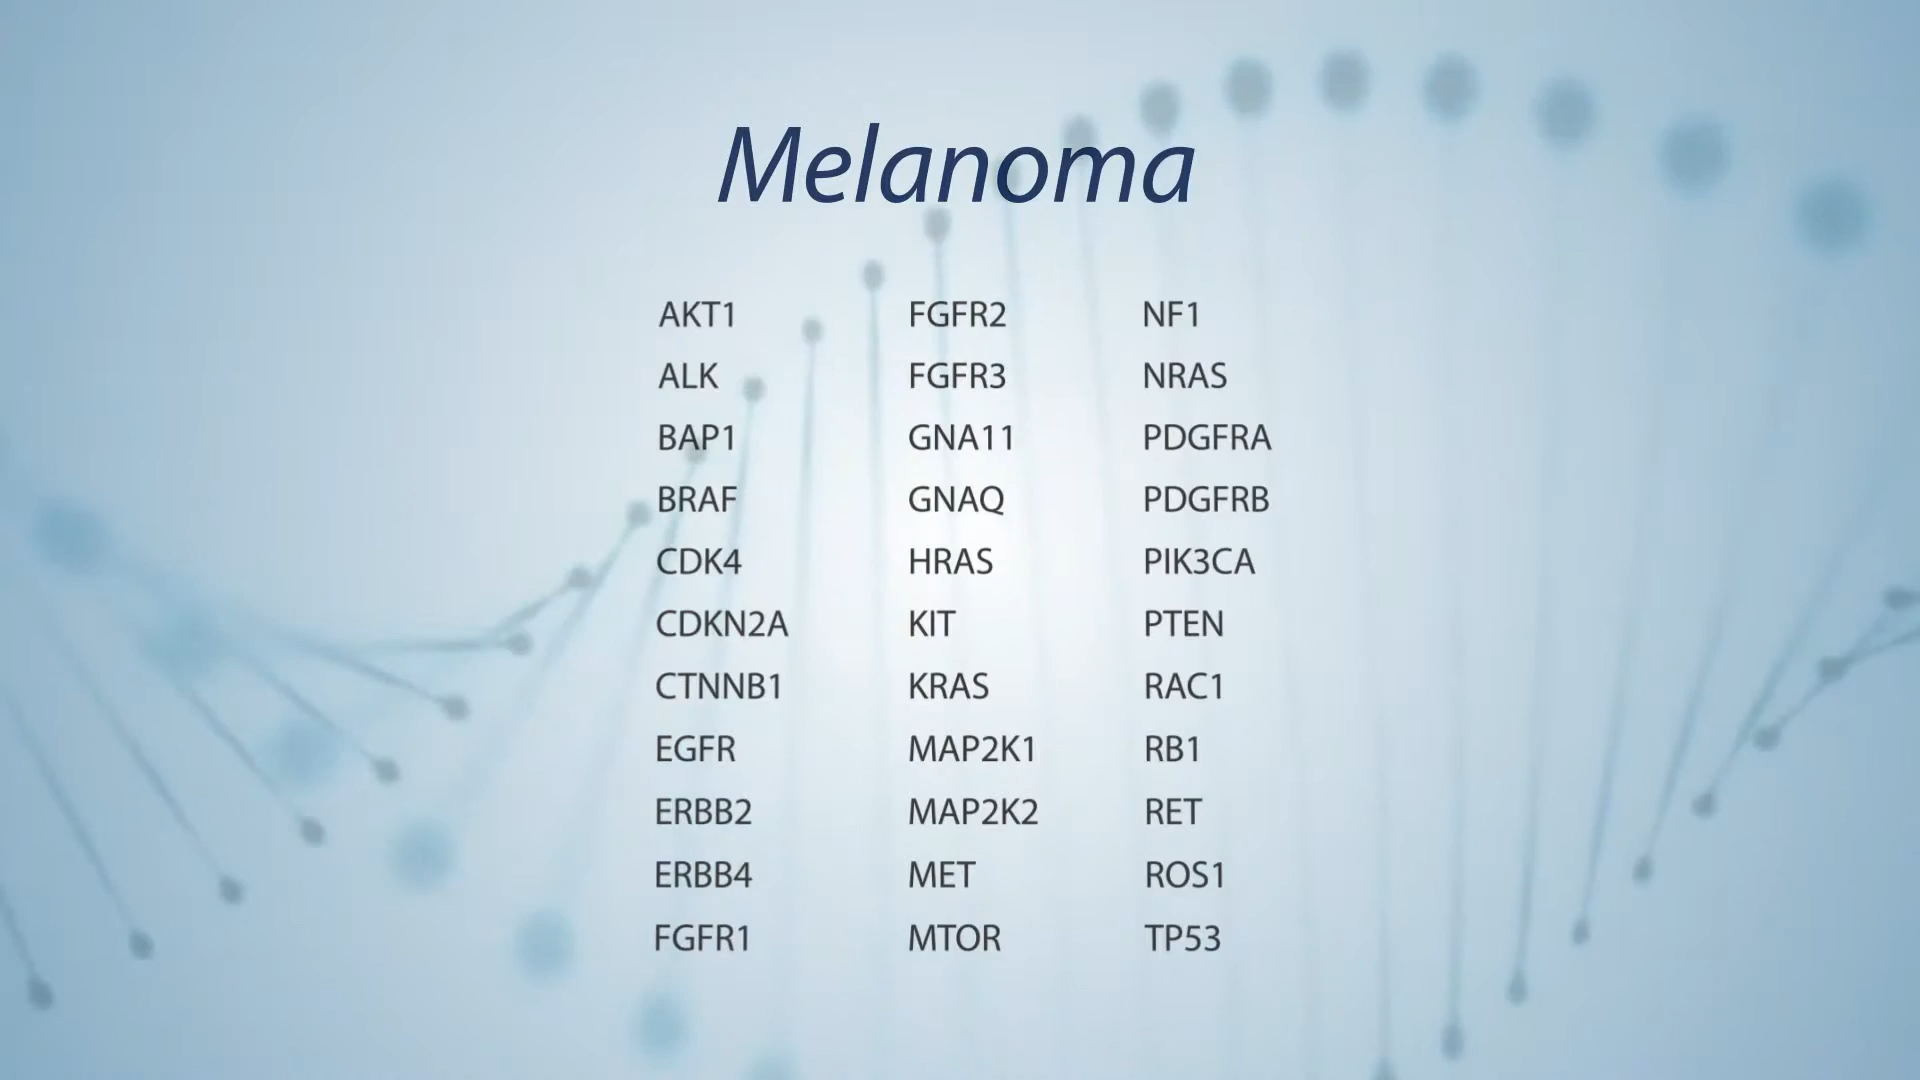 Melanoma
AKT1 FGFR2 NF1
ALK FGFR3 NRAS
BAP1 GNA11 PDGFRA
BRAF GNAQ PDGFRB
CDK4 HRAS PIK3CA
CDKN2A KIT PTEN
CTNNB1 KRAS RAC1
EGFR MAP2K1 RB1
ERBB2 MAP2K2 RET
ERBB4 MET ROS1
FGFR1 MTOR TP53